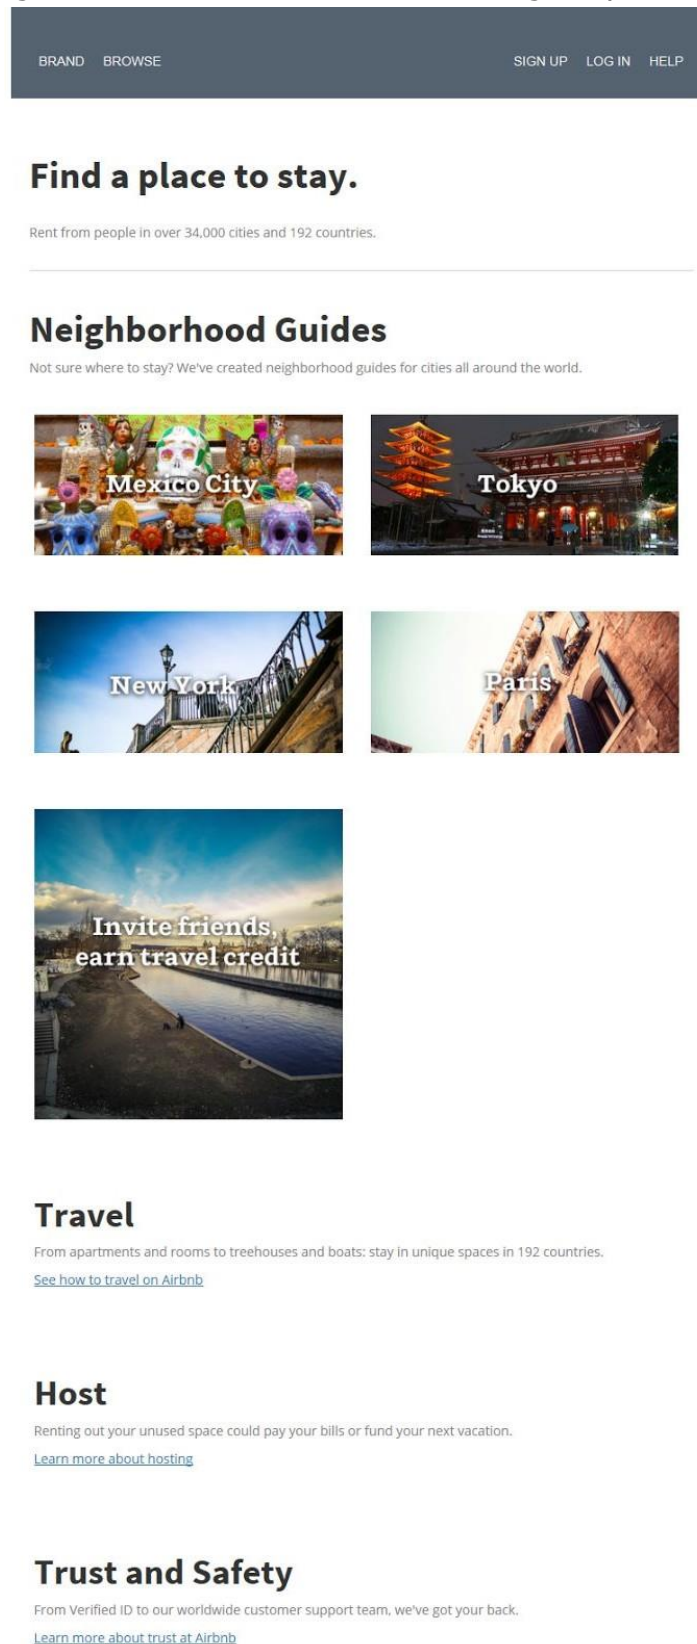 BRAND BROWSE SIGN UP LOG IN HELP
Find a place to stay.
Rent from people in over 34,000 cities and 192 countries.
Neighborhood Guides
Not sure where to stay? We've created neighborhood guides for cities all around the world.
Mexico City
Tokyo
New York
Paris
Invite friends,
earn travel credit
Travel
From apartments and rooms to treehouses and boats: stay in unique spaces in 192 countries.
See how to travel on Airbnb
Host
Renting out your unused space could pay your bills or fund your next vacation.
Learn more about hosting
Trust and Safety
From Verified ID to our worldwide customer support team, we've got your back.
Learn more about trust at Airbnb